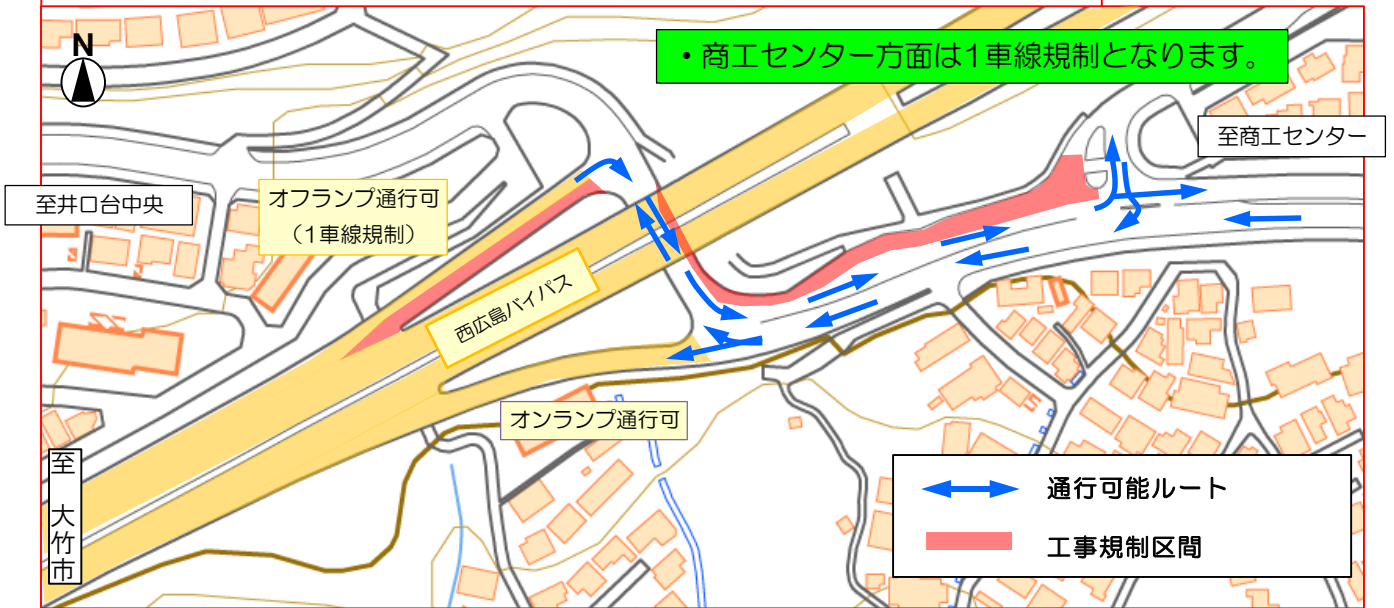 N
・商工センター方面は1車線規制となります。
至商工センター
至井口台中央
オフランプ通行可
（1車線規制）
西広島バイパス
オンランプ通行可
至 大竹市
通行可能ルート
工事規制区間